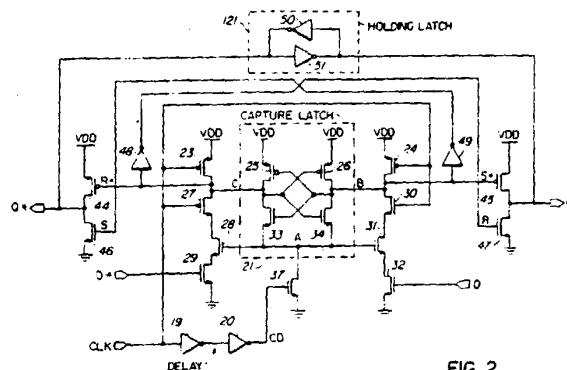 121
50
HOLDING LATCH
51
CAPTURE LATCH
VDD
VDD
VDD
VDD
VDD
VDD
48
23
25
26
24
49
Q*
R*
C
B
S*
44
27
30
45
S
28
33
34
31
R
46
29
21
A
32
47
D*
37
D
CLK
19
20
CD
DELAY
FIG. 2